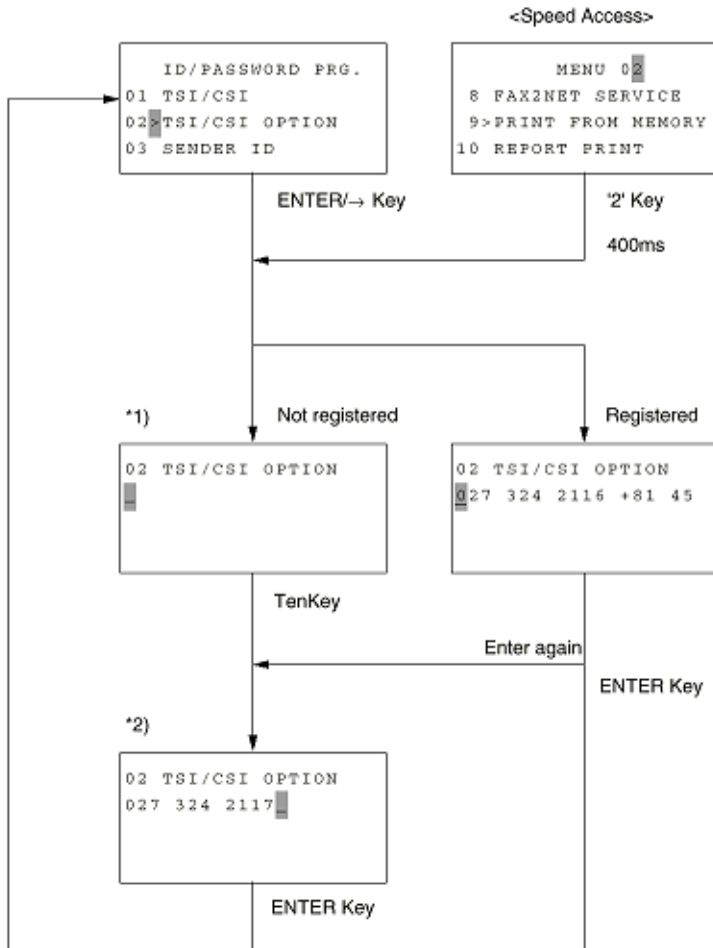 <Speed Access>
ID/PASSWORD PRG.
01 TSI/CSI
02>TSI/CSI OPTION
03 SENDER ID
MENU 02
8 FAX2NET SERVICE
9>PRINT FROM MEMORY
10 REPORT PRINT
ENTER/→ Key
'2' Key
400ms
*1)
Not registered
Registered
02 TSI/CSI OPTION
_
02 TSI/CSI OPTION
027 324 2116 +81 45
TenKey
Enter again
ENTER Key
*2)
02 TSI/CSI OPTION
027 324 2117_
ENTER Key